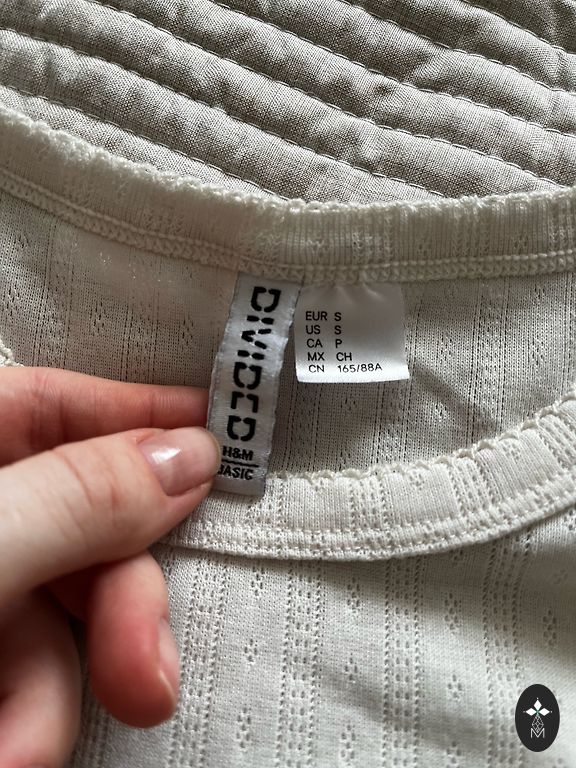 DIVIDED
H&M
BASIC
EUR S
US S
CA P
MX CH
CN 165/88A